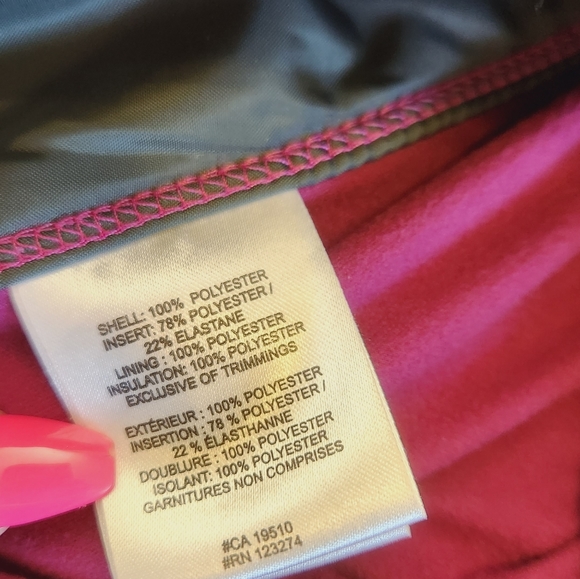 SHELL: 100% POLYESTER
INSERT: 78% POLYESTER /
22% ELASTANE
LINING : 100% POLYESTER
INSULATION: 100% POLYESTER
EXCLUSIVE OF TRIMMINGS
EXTÉRIEUR : 100% POLYESTER
INSERTION : 78 % POLYESTER /
22 % ÉLASTHANNE
DOUBLURE : 100% POLYESTER
ISOLANT: 100% POLYESTER
GARNITURES NON COMPRISES
#CA 19510
#RN 123274